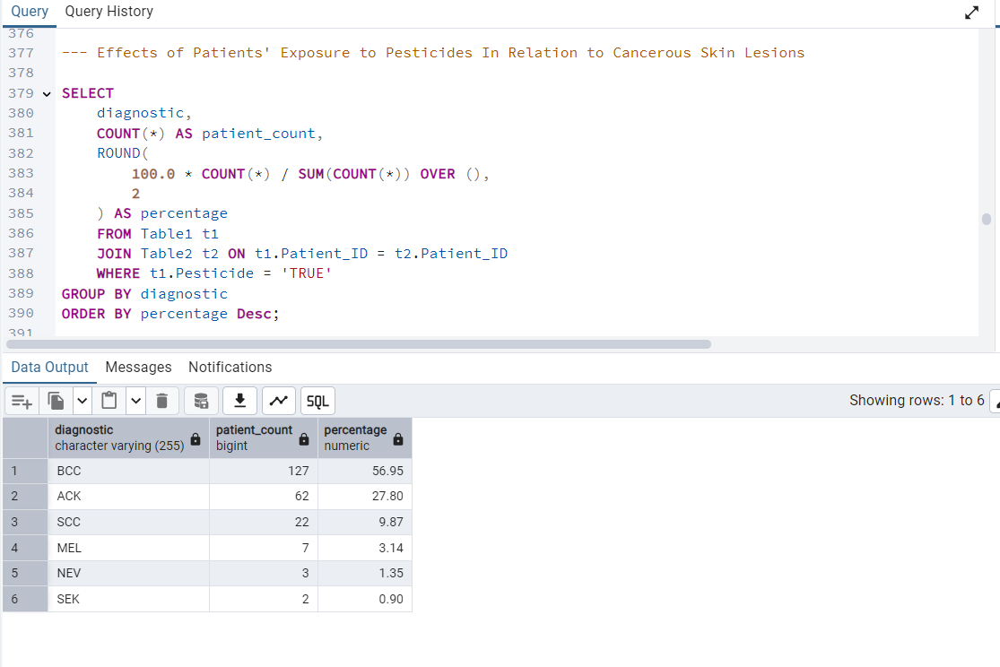 Query Query History
376
377 --- Effects of Patients' Exposure to Pesticides In Relation to Cancerous Skin Lesions
378
379 SELECT
380 diagnostic,
381 COUNT(*) AS patient_count,
382 ROUND(
383 100.0 * COUNT(*) / SUM(COUNT(*)) OVER (),
384 2
385 ) AS percentage
386 FROM Table1 t1
387 JOIN Table2 t2 ON t1.Patient_ID = t2.Patient_ID
388 WHERE t1.Pesticide = 'TRUE'
389 GROUP BY diagnostic
390 ORDER BY percentage Desc;
391
Data Output Messages Notifications
SQL Showing rows: 1 to 6
diagnostic patient_count percentage
character varying (255) bigint numeric
1 BCC 127 56.95
2 ACK 62 27.80
3 SCC 22 9.87
4 MEL 7 3.14
5 NEV 3 1.35
6 SEK 2 0.90